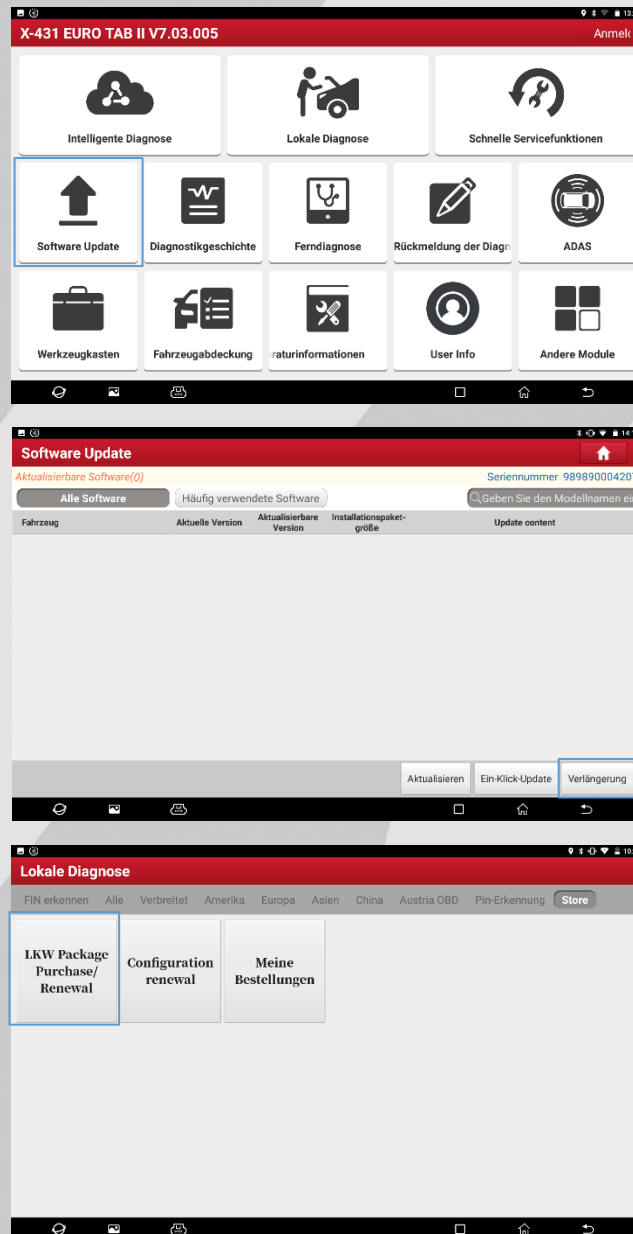 13:
X-431 EURO TAB II V7.03.005
Intelligente Diagnose
Lokale Diagnose
Schnelle Servicefunktionen
Software Update
Diagnostikgeschichte
Ferndiagnose
Rückmeldung der Diagn
ADAS
Werkzeugkasten
Fahrzeugabdeckung
raturinformationen
User Info
Andere Module
14:
Software Update
Aktualisierbare Software(0)
Seriennummer 98989000420
Alle Software
Häufig verwendete Software
Geben Sie den Modellnamen ein
Fahrzeug
Aktuelle Version
Aktualisierbare
Version
Installationspaket-
größe
Update content
Aktualisieren
Ein-Klick-Update
Verlängerung
10:
Lokale Diagnose
FIN erkennen Alle Verbreitet Amerika Europa Asien China Austria OBD Pin-Erkennung Store
LKW Package
Purchase/
Renewal
Configuration
renewal
Meine
Bestellungen